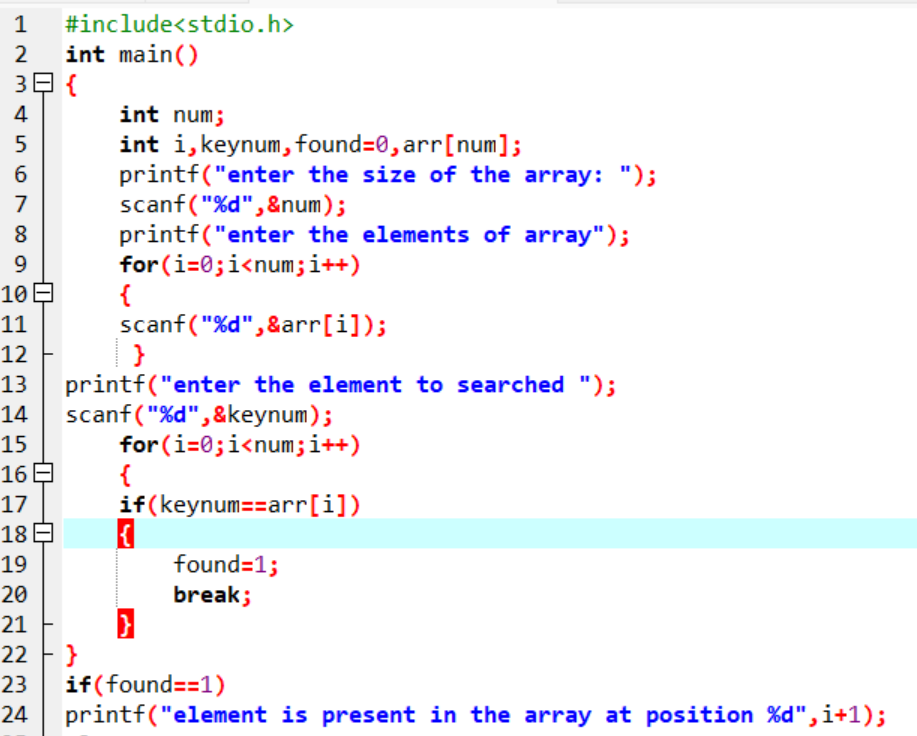 1 #include<stdio.h>
2 int main()
3 {
4 int num;
5 int i,keynum,found=0,arr[num];
6 printf("enter the size of the array: ");
7 scanf("%d",&num);
8 printf("enter the elements of array");
9 for(i=0;i<num;i++)
10 {
11 scanf("%d",&arr[i]);
12 }
13 printf("enter the element to searched ");
14 scanf("%d",&keynum);
15 for(i=0;i<num;i++)
16 {
17 if(keynum==arr[i])
18 {
19 found=1;
20 break;
21 }
22 }
23 if(found==1)
24 printf("element is present in the array at position %d",i+1);